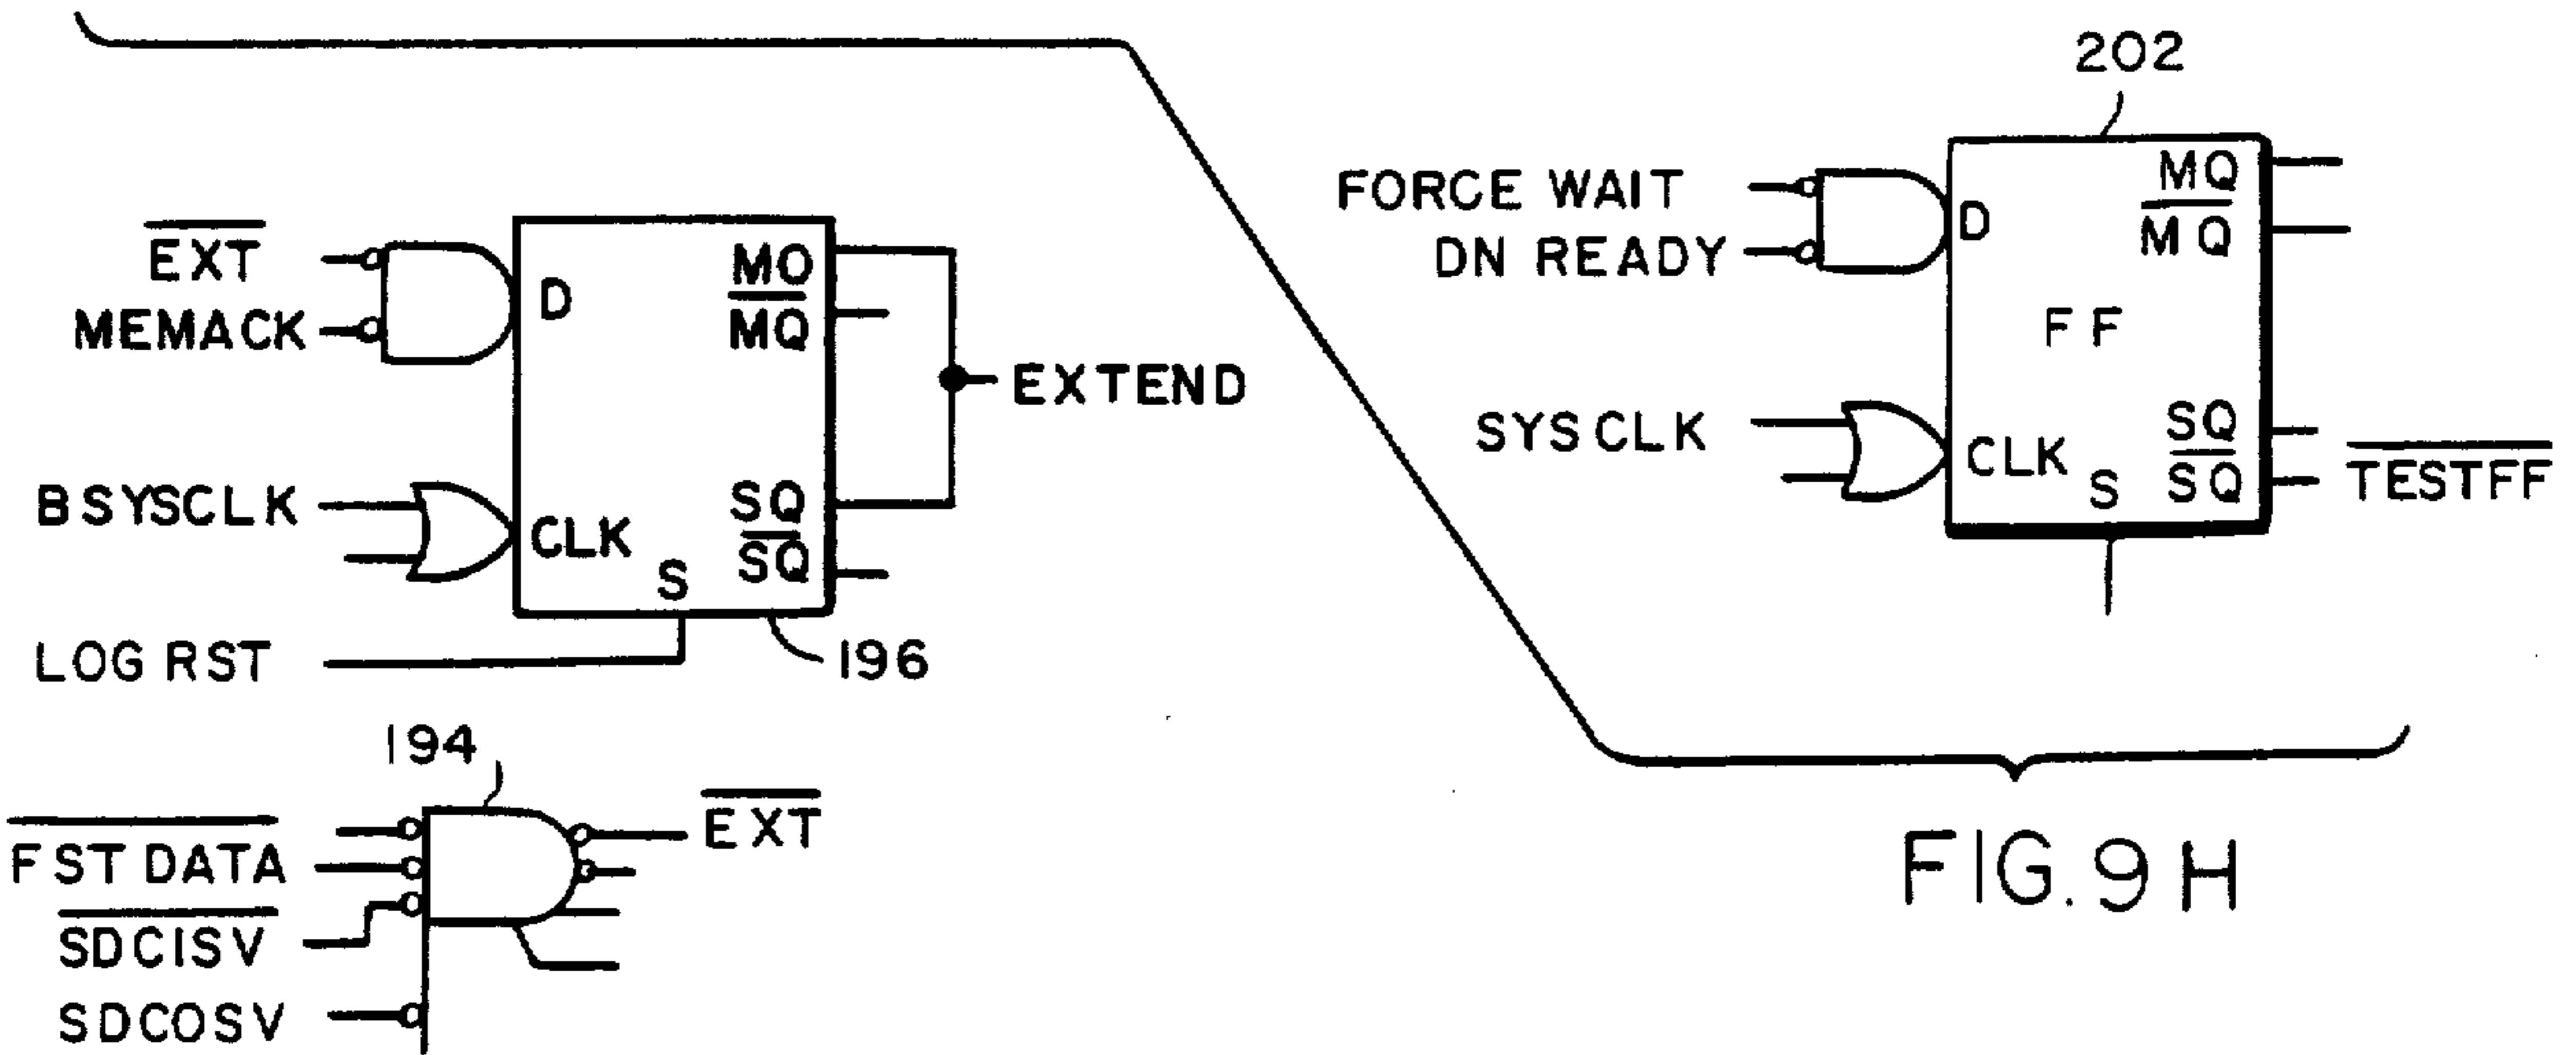 EXT
MEMACK
D
MO
MQ
EXTEND
BSYSCLK
CLK
SQ
SQ
S
LOG RST
196
194
FST DATA
SDCISV
SDCOSV
EXT
202
FORCE WAIT
DN READY
D
MQ
MQ
FF
SYSCLK
CLK
S
SQ
SQ
TESTFF
FIG. 9H